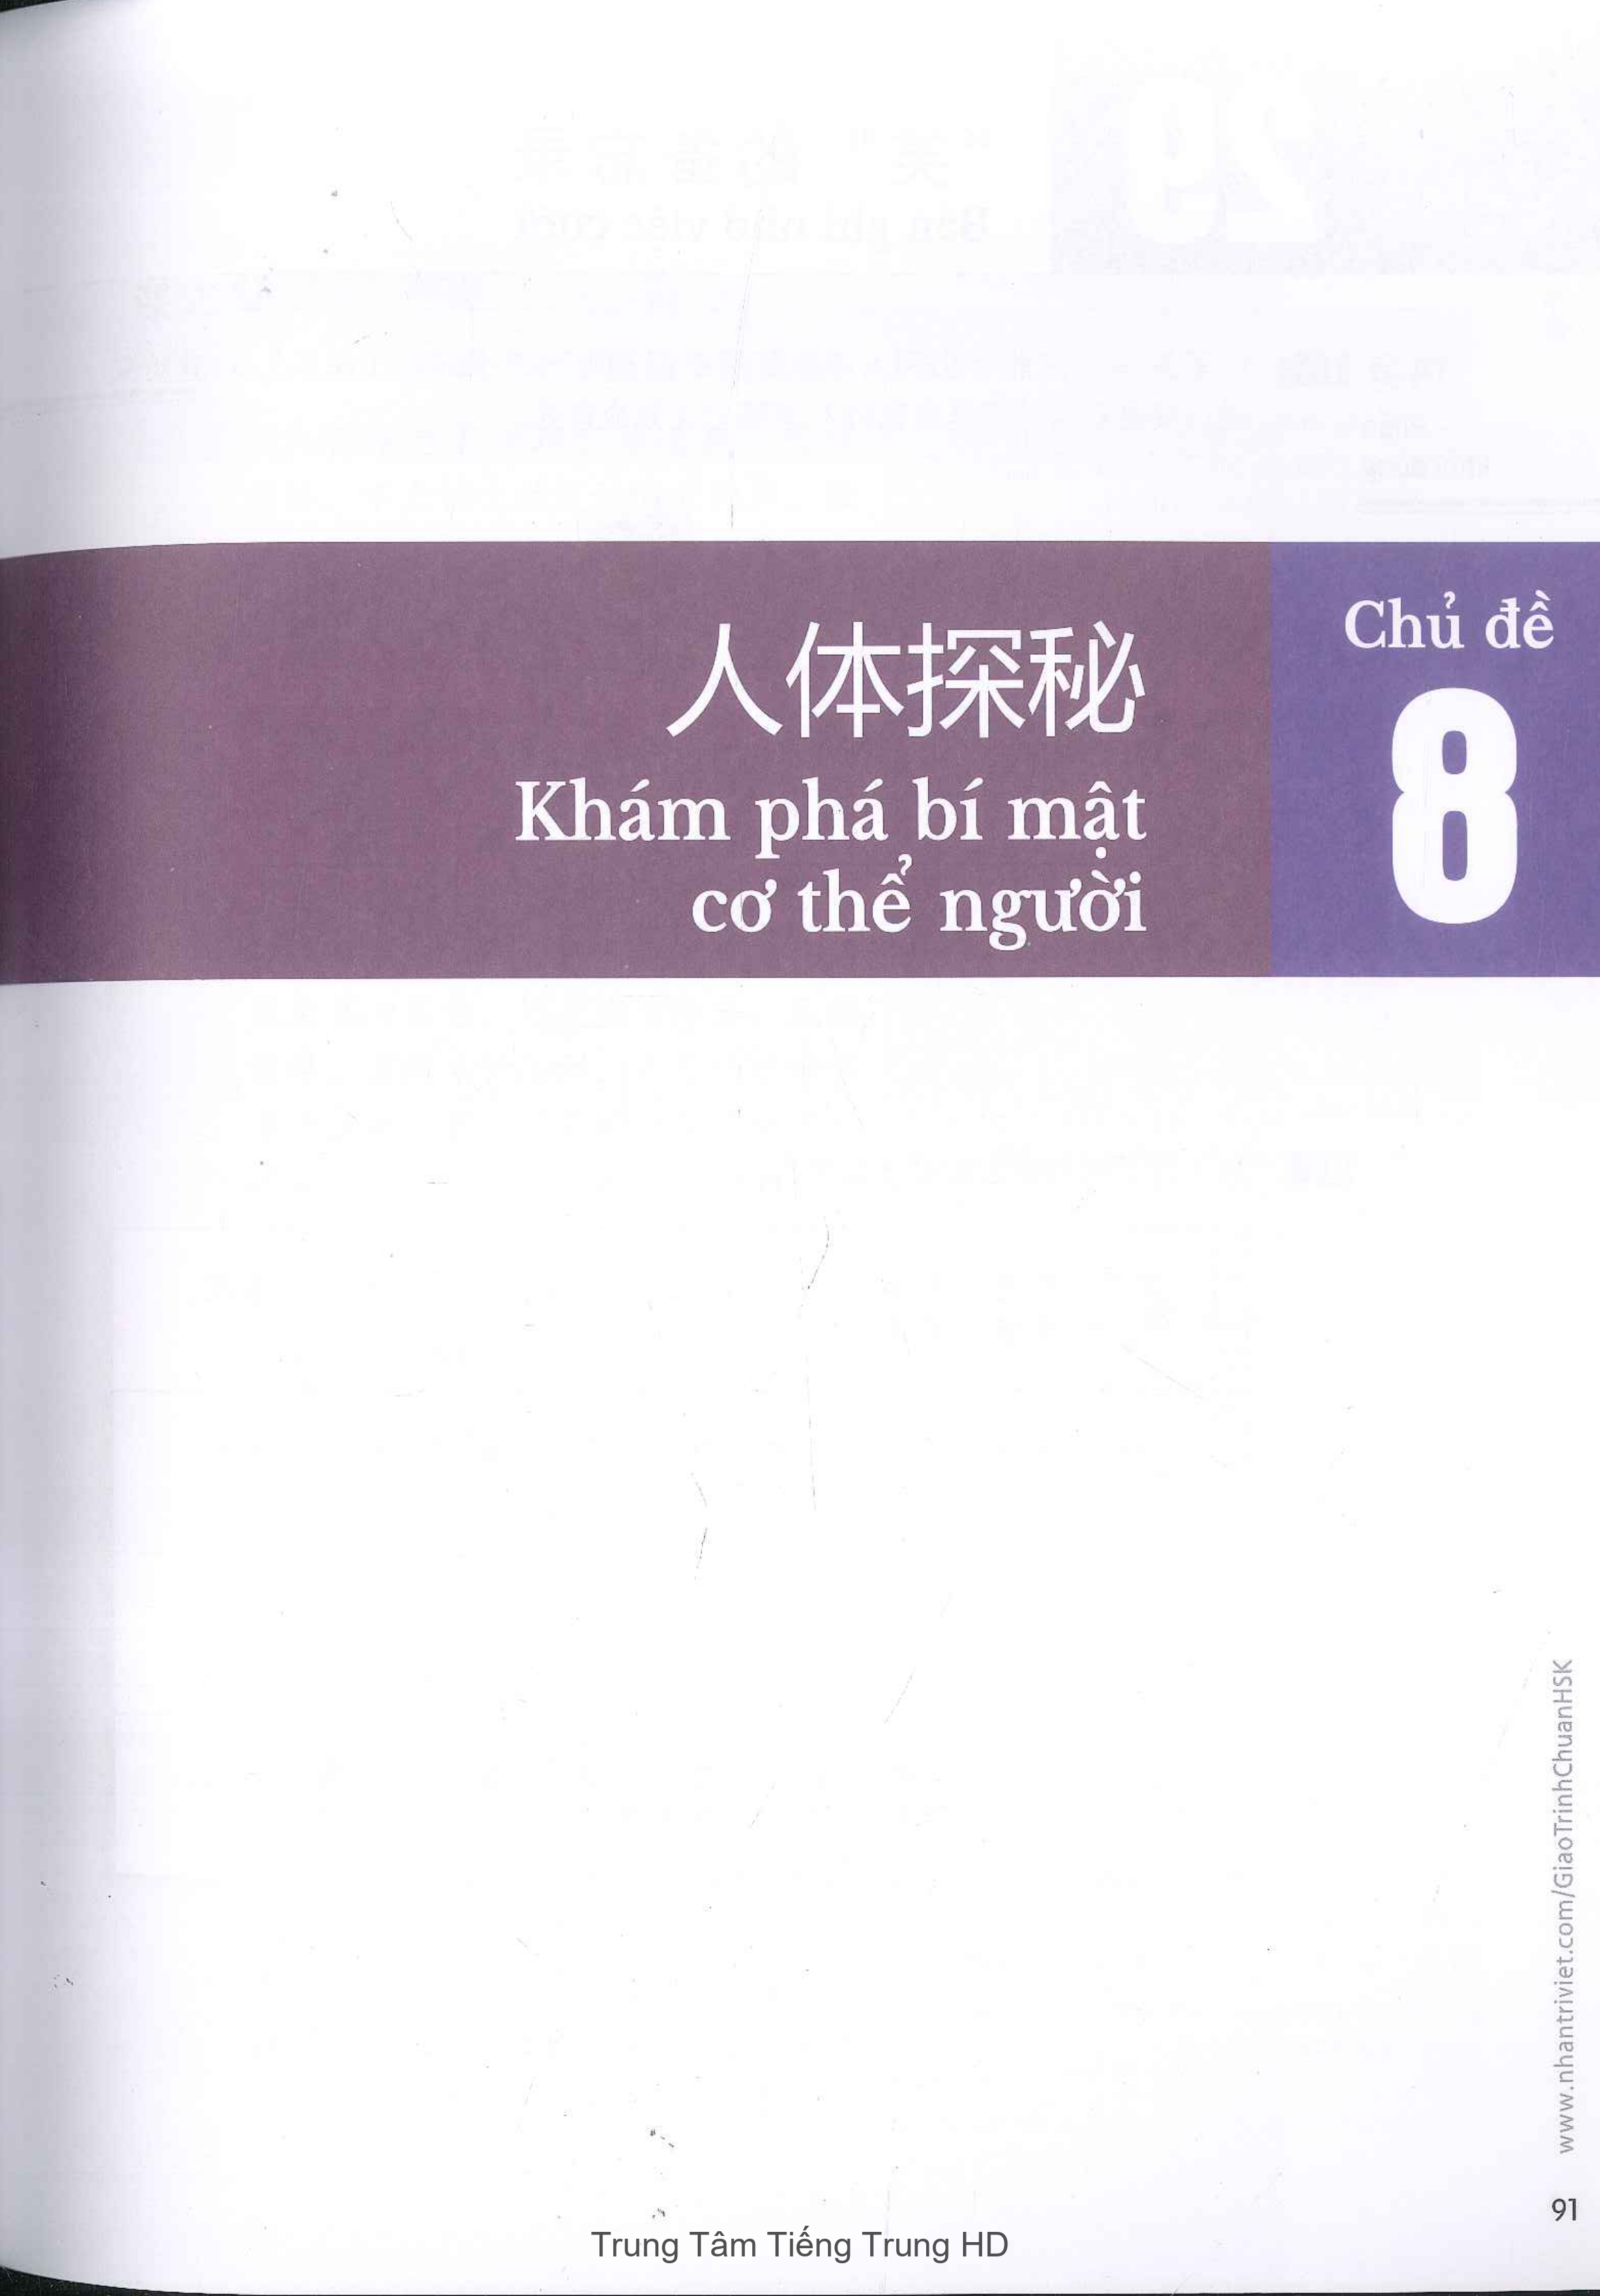 Chủ đề
8
人体探秘
Khám phá bí mật
cơ thể người
www.nhantriviet.com/GiaoTrinhChuanHSK
91
Trung Tâm Tiếng Trung HD